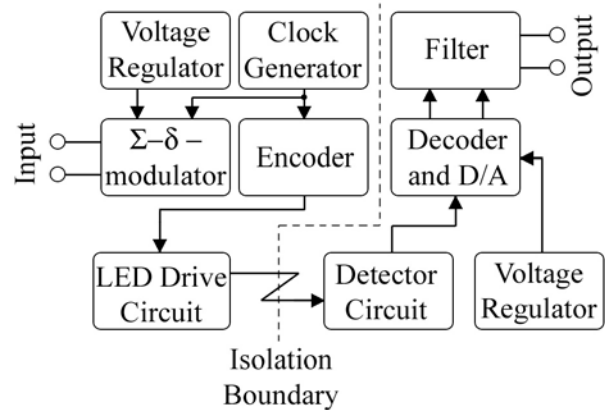 Voltage
Regulator
Clock
Generator
Filter
Output
Input
Σ–δ –
modulator
Encoder
Decoder
and D/A
LED Drive
Circuit
Detector
Circuit
Voltage
Regulator
Isolation
Boundary